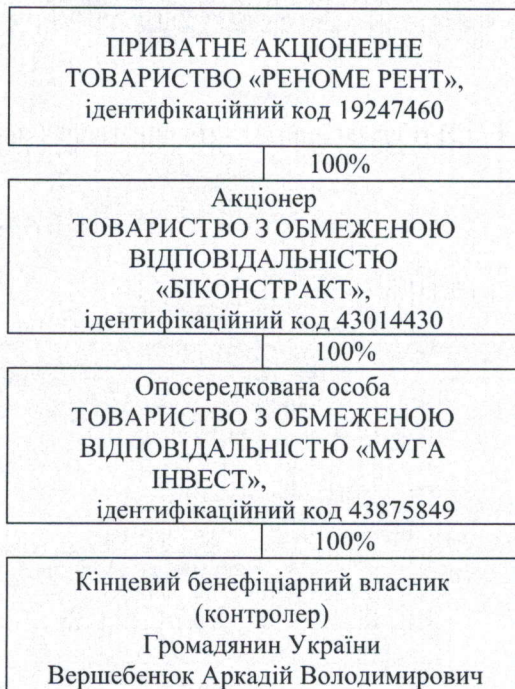 ПРИВАТНЕ АКЦІОНЕРНЕ
ТОВАРИСТВО «РЕНОМЕ РЕНТ»,
ідентифікаційний код 19247460
100%
Акціонер
ТОВАРИСТВО З ОБМЕЖЕНОЮ
ВІДПОВІДАЛЬНІСТЮ
«БІКОНСТРАКТ»,
ідентифікаційний код 43014430
100%
Опосередкована особа
ТОВАРИСТВО З ОБМЕЖЕНОЮ
ВІДПОВІДАЛЬНІСТЮ «МУГА
ІНВЕСТ»,
ідентифікаційний код 43875849
100%
Кінцевий бенефіціарний власник
(контролер)
Громадянин України
Вершебенюк Аркадій Володимирович